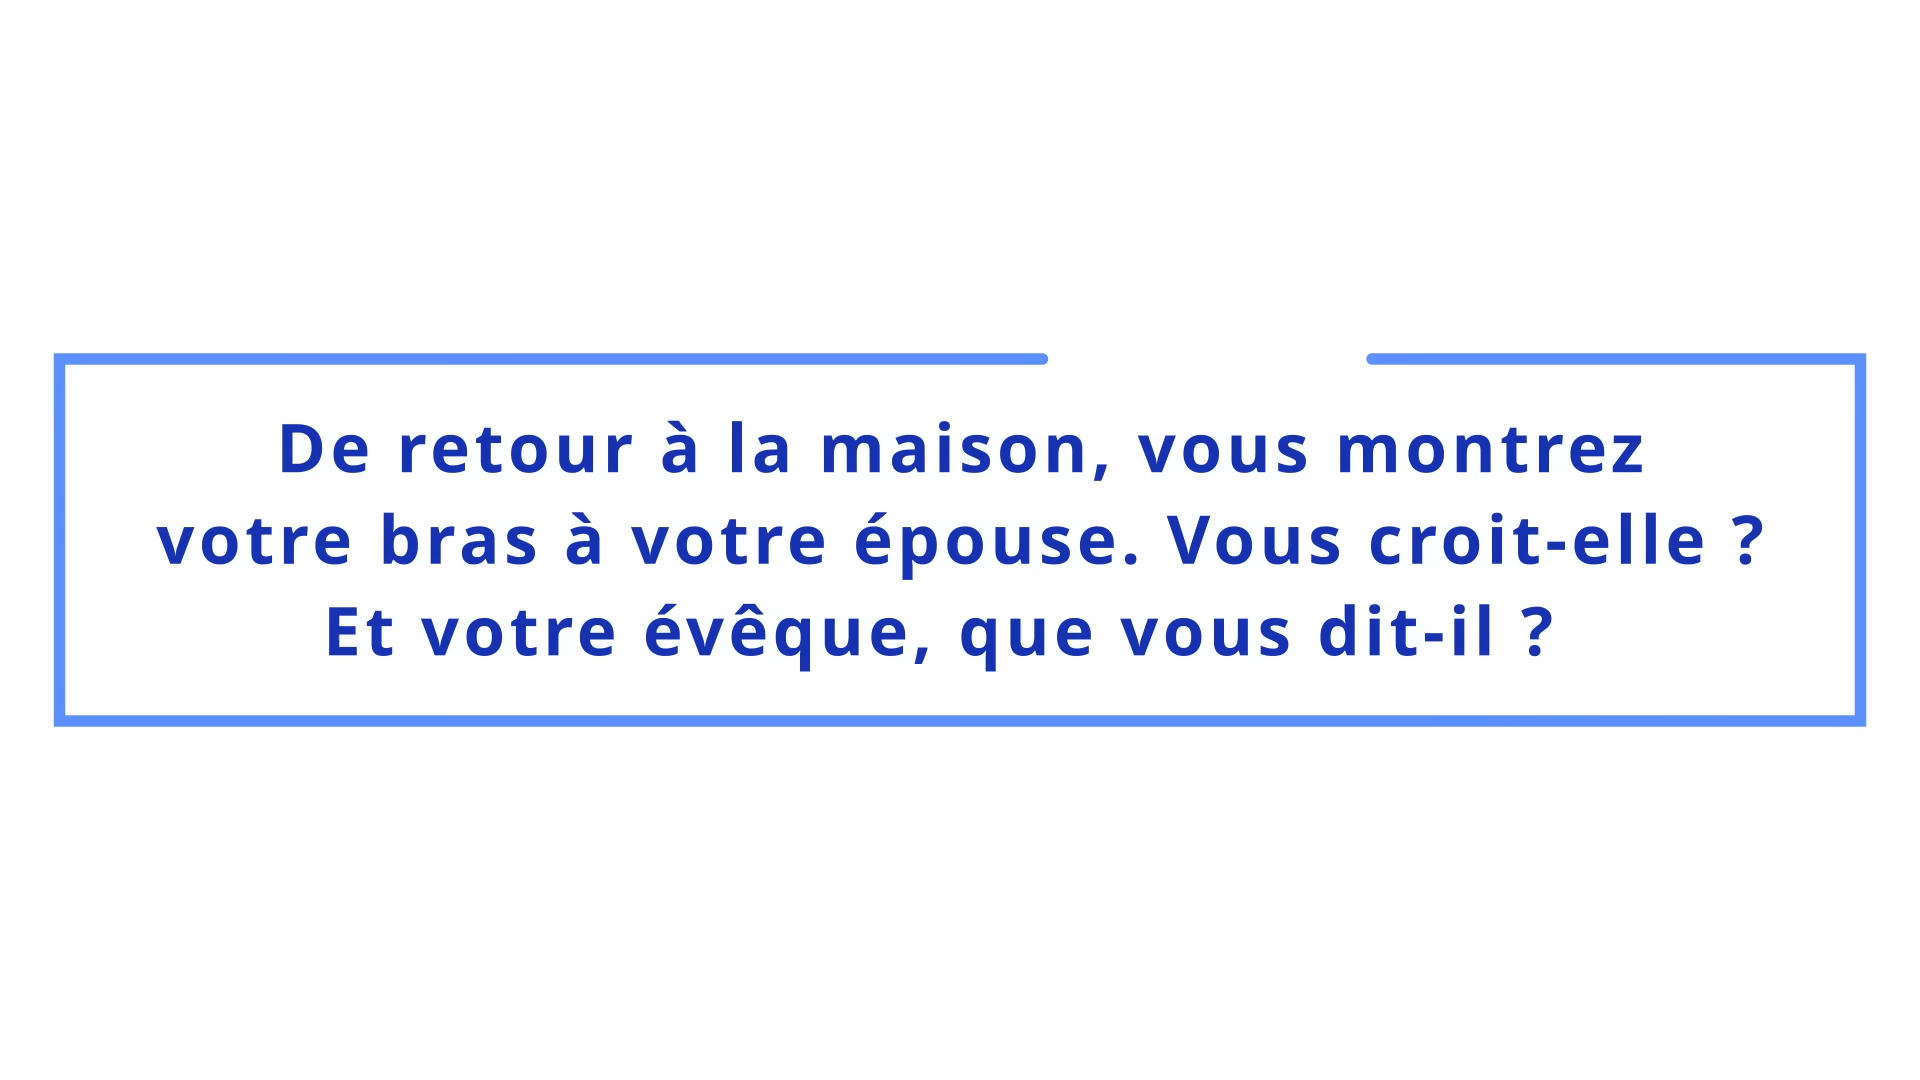 De retour à la maison, vous montrez
votre bras à votre épouse. Vous croit-elle ?
Et votre évêque, que vous dit-il ?